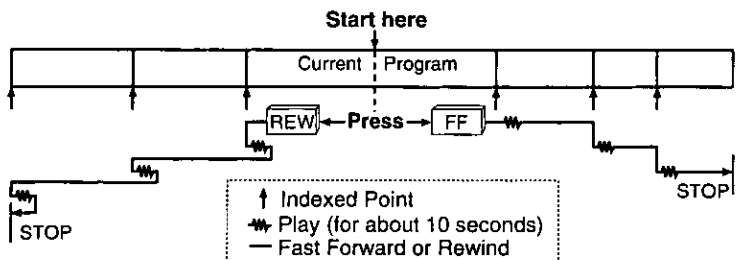 Start here
Current Program
REW Press FF
STOP
STOP
Indexed Point
Play (for about 10 seconds)
Fast Forward or Rewind